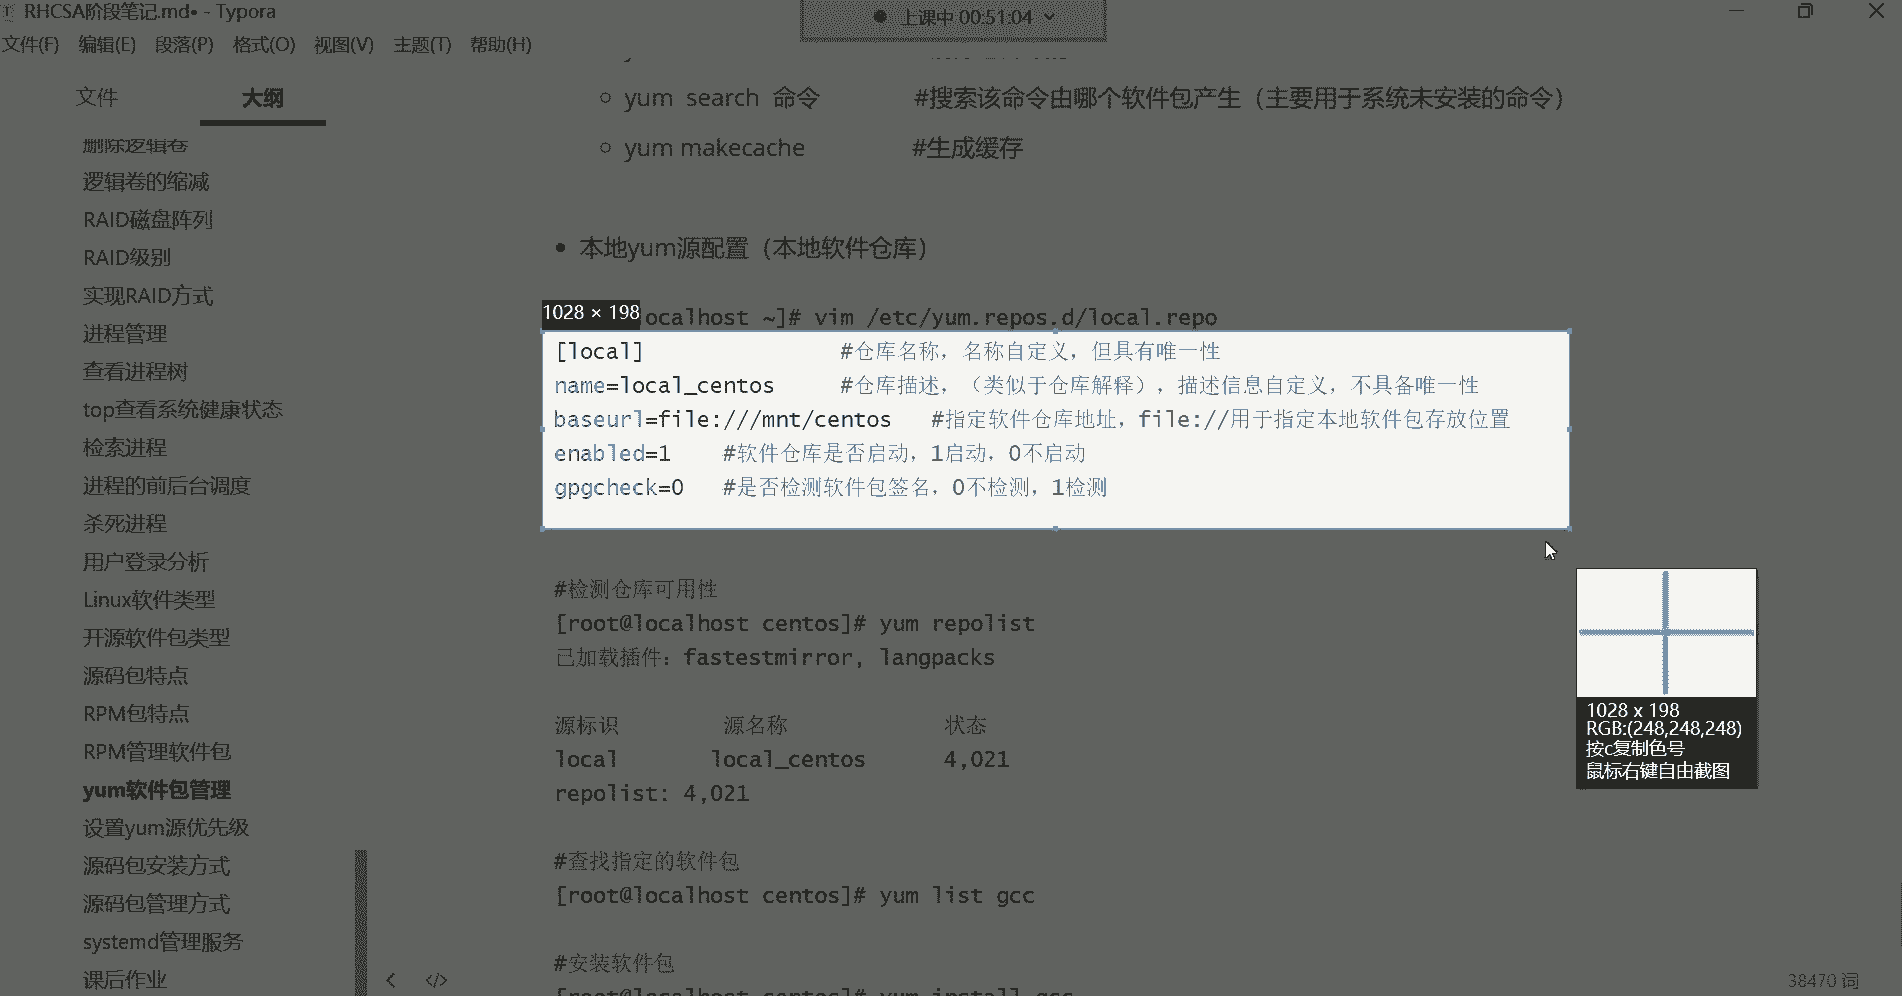 RHCSA阶段笔记.md• - Typora
上课中 00:51:04
文件(F) 编辑(E) 段落(P) 格式(O) 视图(V) 主题(T) 帮助(H)
文件 大纲
删除逻辑卷
逻辑卷的缩减
RAID磁盘阵列
RAID级别
实现RAID方式
进程管理
查看进程树
top查看系统健康状态
检索进程
进程的前后台调度
杀死进程
用户登录分析
Linux软件类型
开源软件包类型
源码包特点
RPM包特点
RPM管理软件包
yum软件包管理
设置yum源优先级
源码包安装方式
源码包管理方式
systemd管理服务
课后作业
yum search 命令 #搜索该命令由哪个软件包产生（主要用于系统未安装的命令）
yum makecache #生成缓存
本地yum源配置（本地软件仓库）
1028 × 198
ocalhost ~]# vim /etc/yum.repos.d/local.repo
[local] #仓库名称，名称自定义，但具有唯一性
name=local_centos #仓库描述，（类似于仓库解释），描述信息自定义，不具备唯一性
baseurl=file:///mnt/centos #指定软件仓库地址，file://用于指定本地软件包存放位置
enabled=1 #软件仓库是否启动，1启动，0不启动
gpgcheck=0 #是否检测软件包签名，0不检测，1检测
#检测仓库可用性
[root@localhost centos]# yum repolist
已加载插件：fastestmirror, langpacks
源标识 源名称 状态
local local_centos 4,021
repolist: 4,021
#查找指定的软件包
[root@localhost centos]# yum list gcc
#安装软件包
[root@localhost centos]# yum install gcc
1028 x 198
RGB:(248,248,248)
按c复制色号
鼠标右键自由截图
38470 词